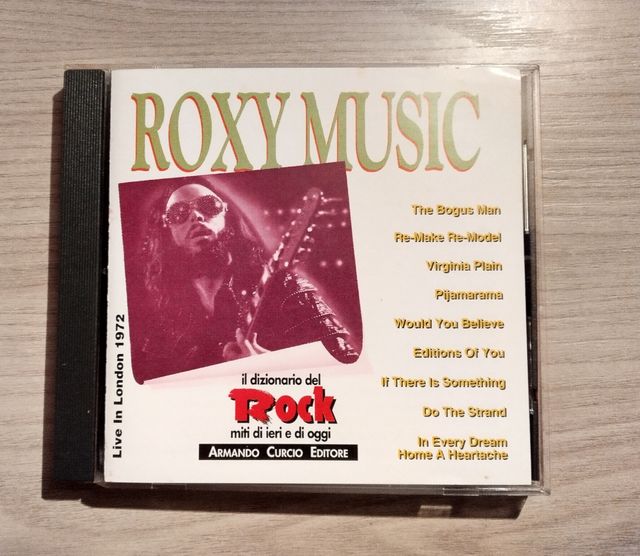 ROXY MUSIC
The Bogus Man
Re-Make Re-Model
Virginia Plain
Pijamarama
Would You Believe
Editions Of You
If There Is Something
Do The Strand
In Every Dream
Home A Heartache
il dizionario del
Rock
miti di ieri e di oggi
ARMANDO CURCIO EDITORE
Live In London 1972